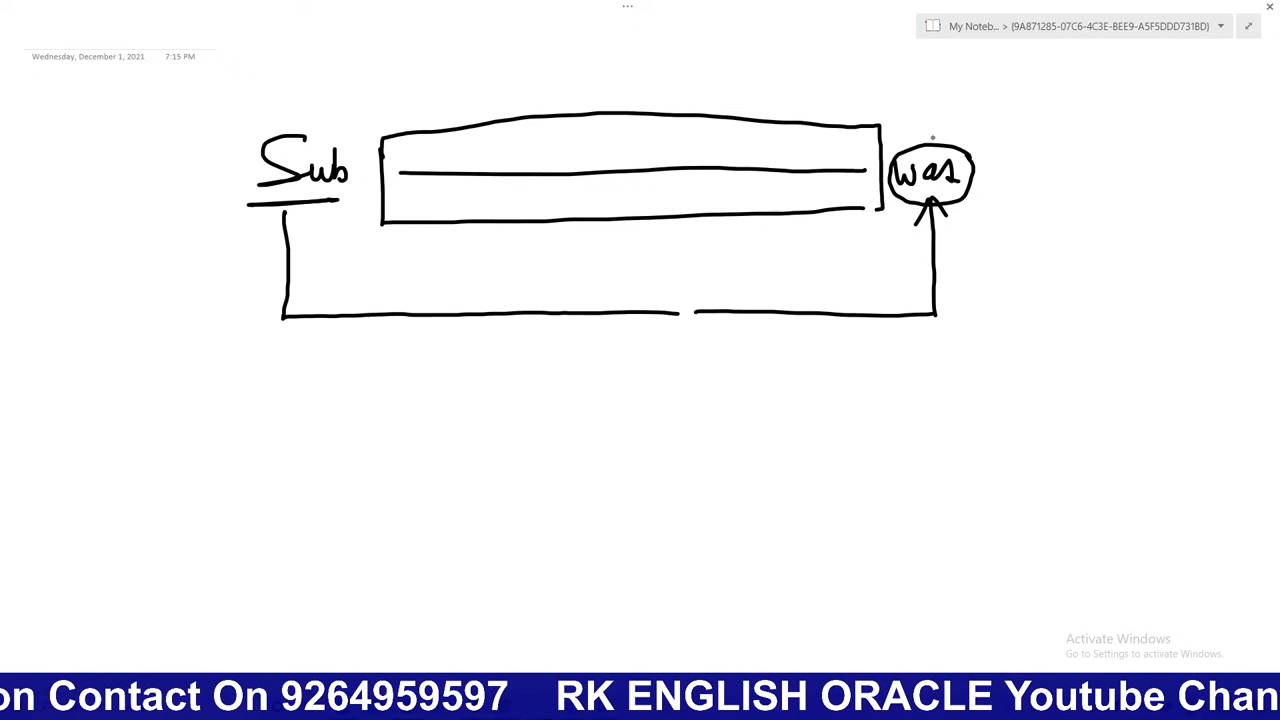 My Noteb... > {9A871285-07C6-4C3E-BEE9-A5F5DDD731BD}
Wednesday, December 1, 2021 7:15 PM
Sub was
Activate Windows
Go to Settings to activate Windows.
on Contact On 9264959597 RK ENGLISH ORACLE Youtube Chan